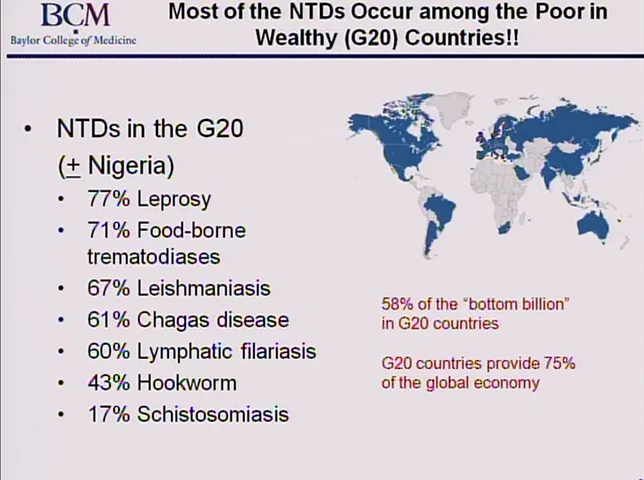 BCM
Baylor College of Medicine
Most of the NTDs Occur among the Poor in
Wealthy (G20) Countries!!
• NTDs in the G20
(+ Nigeria)
• 77% Leprosy
• 71% Food-borne
trematodiases
• 67% Leishmaniasis
• 61% Chagas disease
• 60% Lymphatic filariasis
• 43% Hookworm
• 17% Schistosomiasis
58% of the “bottom billion”
in G20 countries
G20 countries provide 75%
of the global economy